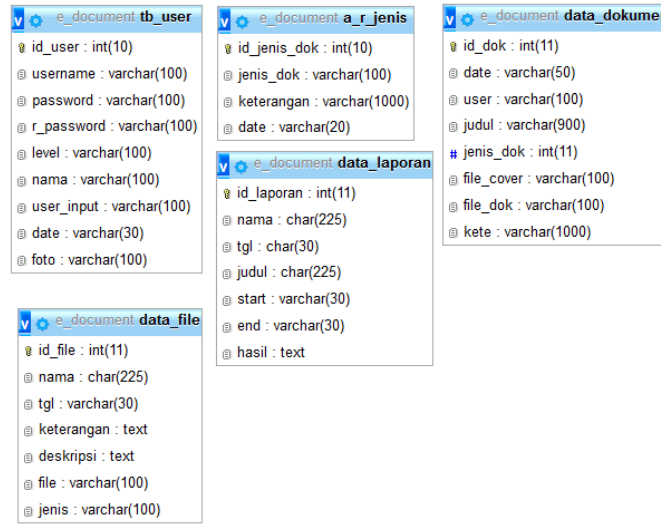 e_document tb_user
id_user : int(10)
username : varchar(100)
password : varchar(100)
r_password : varchar(100)
level : varchar(100)
nama : varchar(100)
user_input : varchar(100)
date : varchar(30)
foto : varchar(100)
e_document a_r_jenis
id_jenis_dok : int(10)
jenis_dok : varchar(100)
keterangan : varchar(1000)
date : varchar(20)
e_document data_laporan
id_laporan : int(11)
nama : char(225)
tgl : char(30)
judul : char(225)
start : varchar(30)
end : varchar(30)
hasil : text
e_document data_dokume
id_dok : int(11)
date : varchar(50)
user : varchar(100)
judul : varchar(900)
# jenis_dok : int(11)
file_cover : varchar(100)
file_dok : varchar(100)
kete : varchar(1000)
e_document data_file
id_file : int(11)
nama : char(225)
tgl : varchar(30)
keterangan : text
deskripsi : text
file : varchar(100)
jenis : varchar(100)